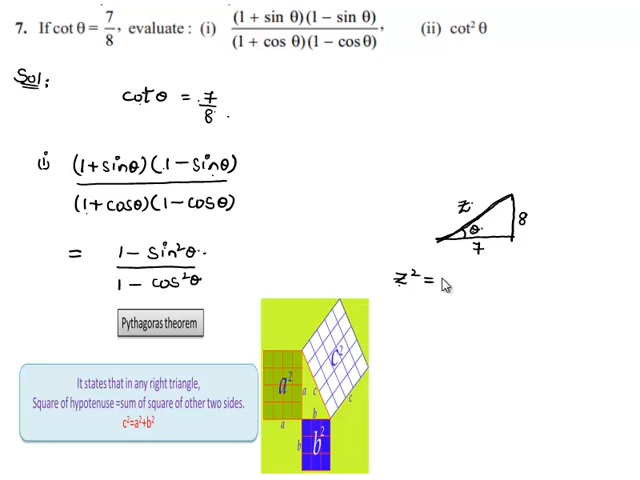 7. If cot θ = 7/8, evaluate : (i) (1 + sin θ)(1 − sin θ)/(1 + cos θ)(1 − cos θ), (ii) cot² θ
Sol:
cot θ = 7/8.
(i) (1+sinθ)(1−sinθ)/(1+cosθ)(1−cosθ)
z
θ
8
7
= 1 − sin²θ/1 − cos²θ
z² =
Pythagoras theorem
It states that in any right triangle,
Square of hypotenuse =sum of square of other two sides.
c²=a²+b²
a²
c²
a
c
c
a
b
b
b²